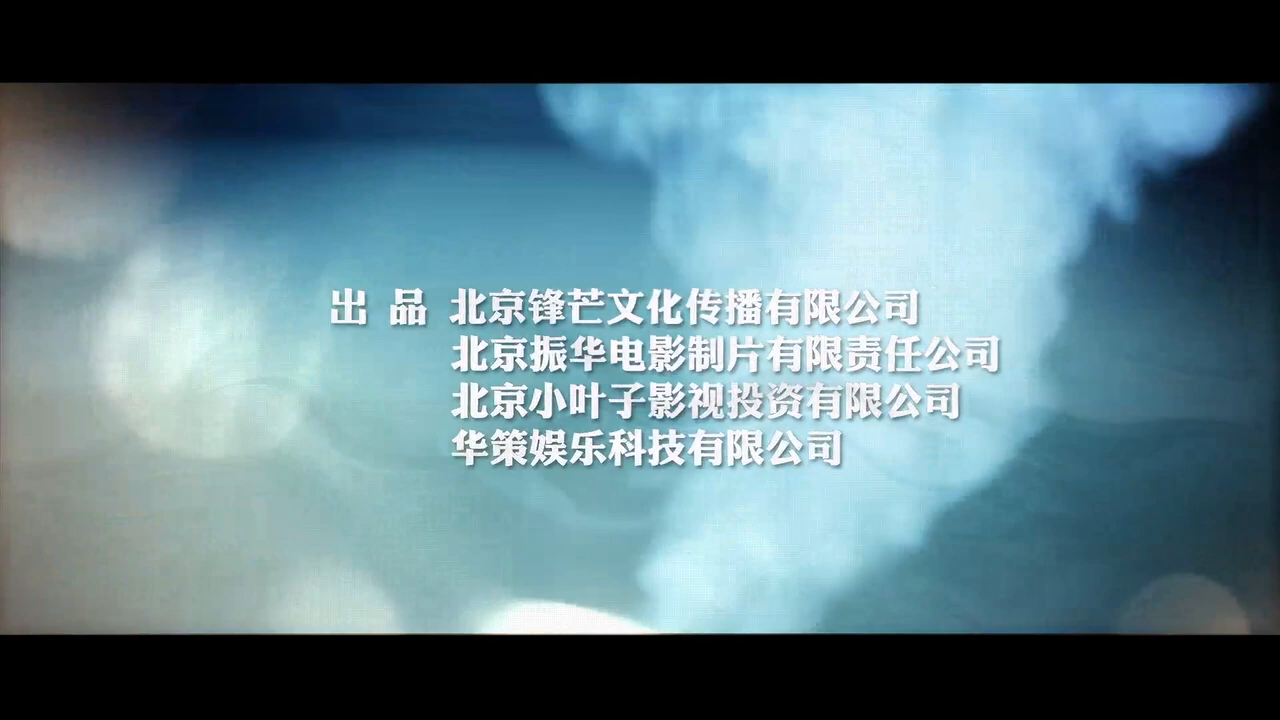 出 品 北京锋芒文化传播有限公司
北京振华电影制片有限责任公司
北京小叶子影视投资有限公司
华策娱乐科技有限公司